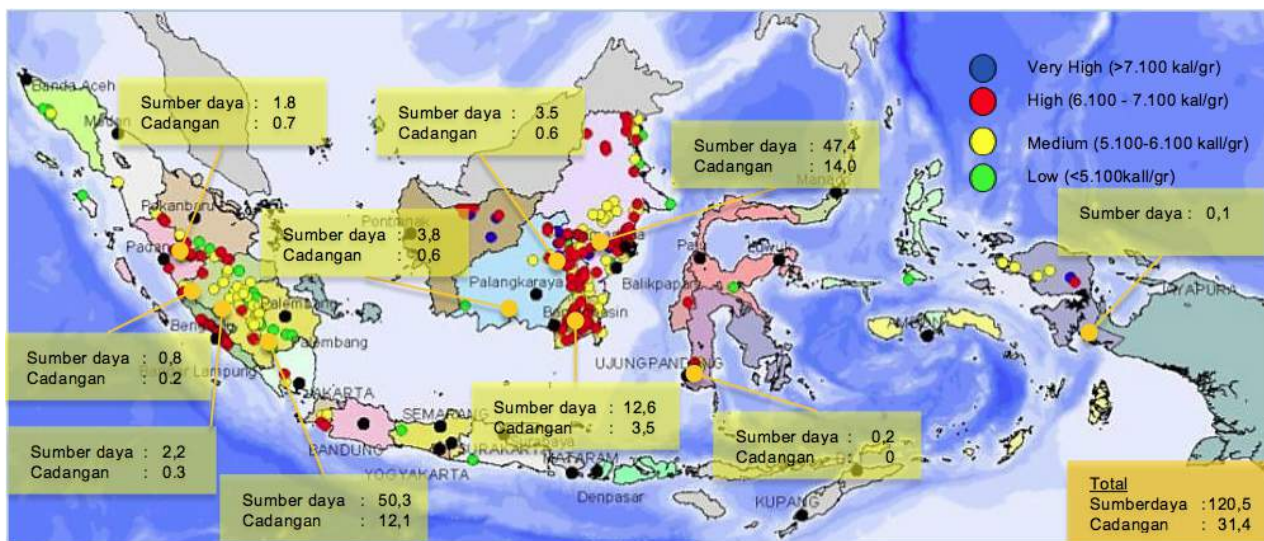 Very High (>7.100 kal/gr)
High (6.100 - 7.100 kal/gr)
Medium (5.100-6.100 kall/gr)
Low (<5.100kall/gr)
Banda Aceh
Medan
Sumber daya : 1.8
Cadangan : 0.7
Sumber daya : 3.5
Cadangan : 0.6
Sumber daya : 47,4
Cadangan : 14,0
Manado
Sumber daya : 0,1
Pekanbaru
Pontianak
Sumber daya : 3,8
Cadangan : 0,6
Padang
Palu
Luwuk
Palangkaraya
Balikpapan
JAYAPURA
Palembang
AMBON
Palembang
UJUNGPANDANG
Sumber daya : 0,8
Cadangan : 0.2
Bandar Lampung
JAKARTA
SEMARANG
Sumber daya : 12,6
Cadangan : 3,5
Sumber daya : 0,2
Cadangan : 0
BANDUNG
SURAKARTA
Surabaya
MATARAM
Sumber daya : 2,2
Cadangan : 0.3
YOGYAKARTA
Denpasar
KUPANG
Sumber daya : 50,3
Cadangan : 12,1
Total
Sumberdaya :120,5
Cadangan : 31,4